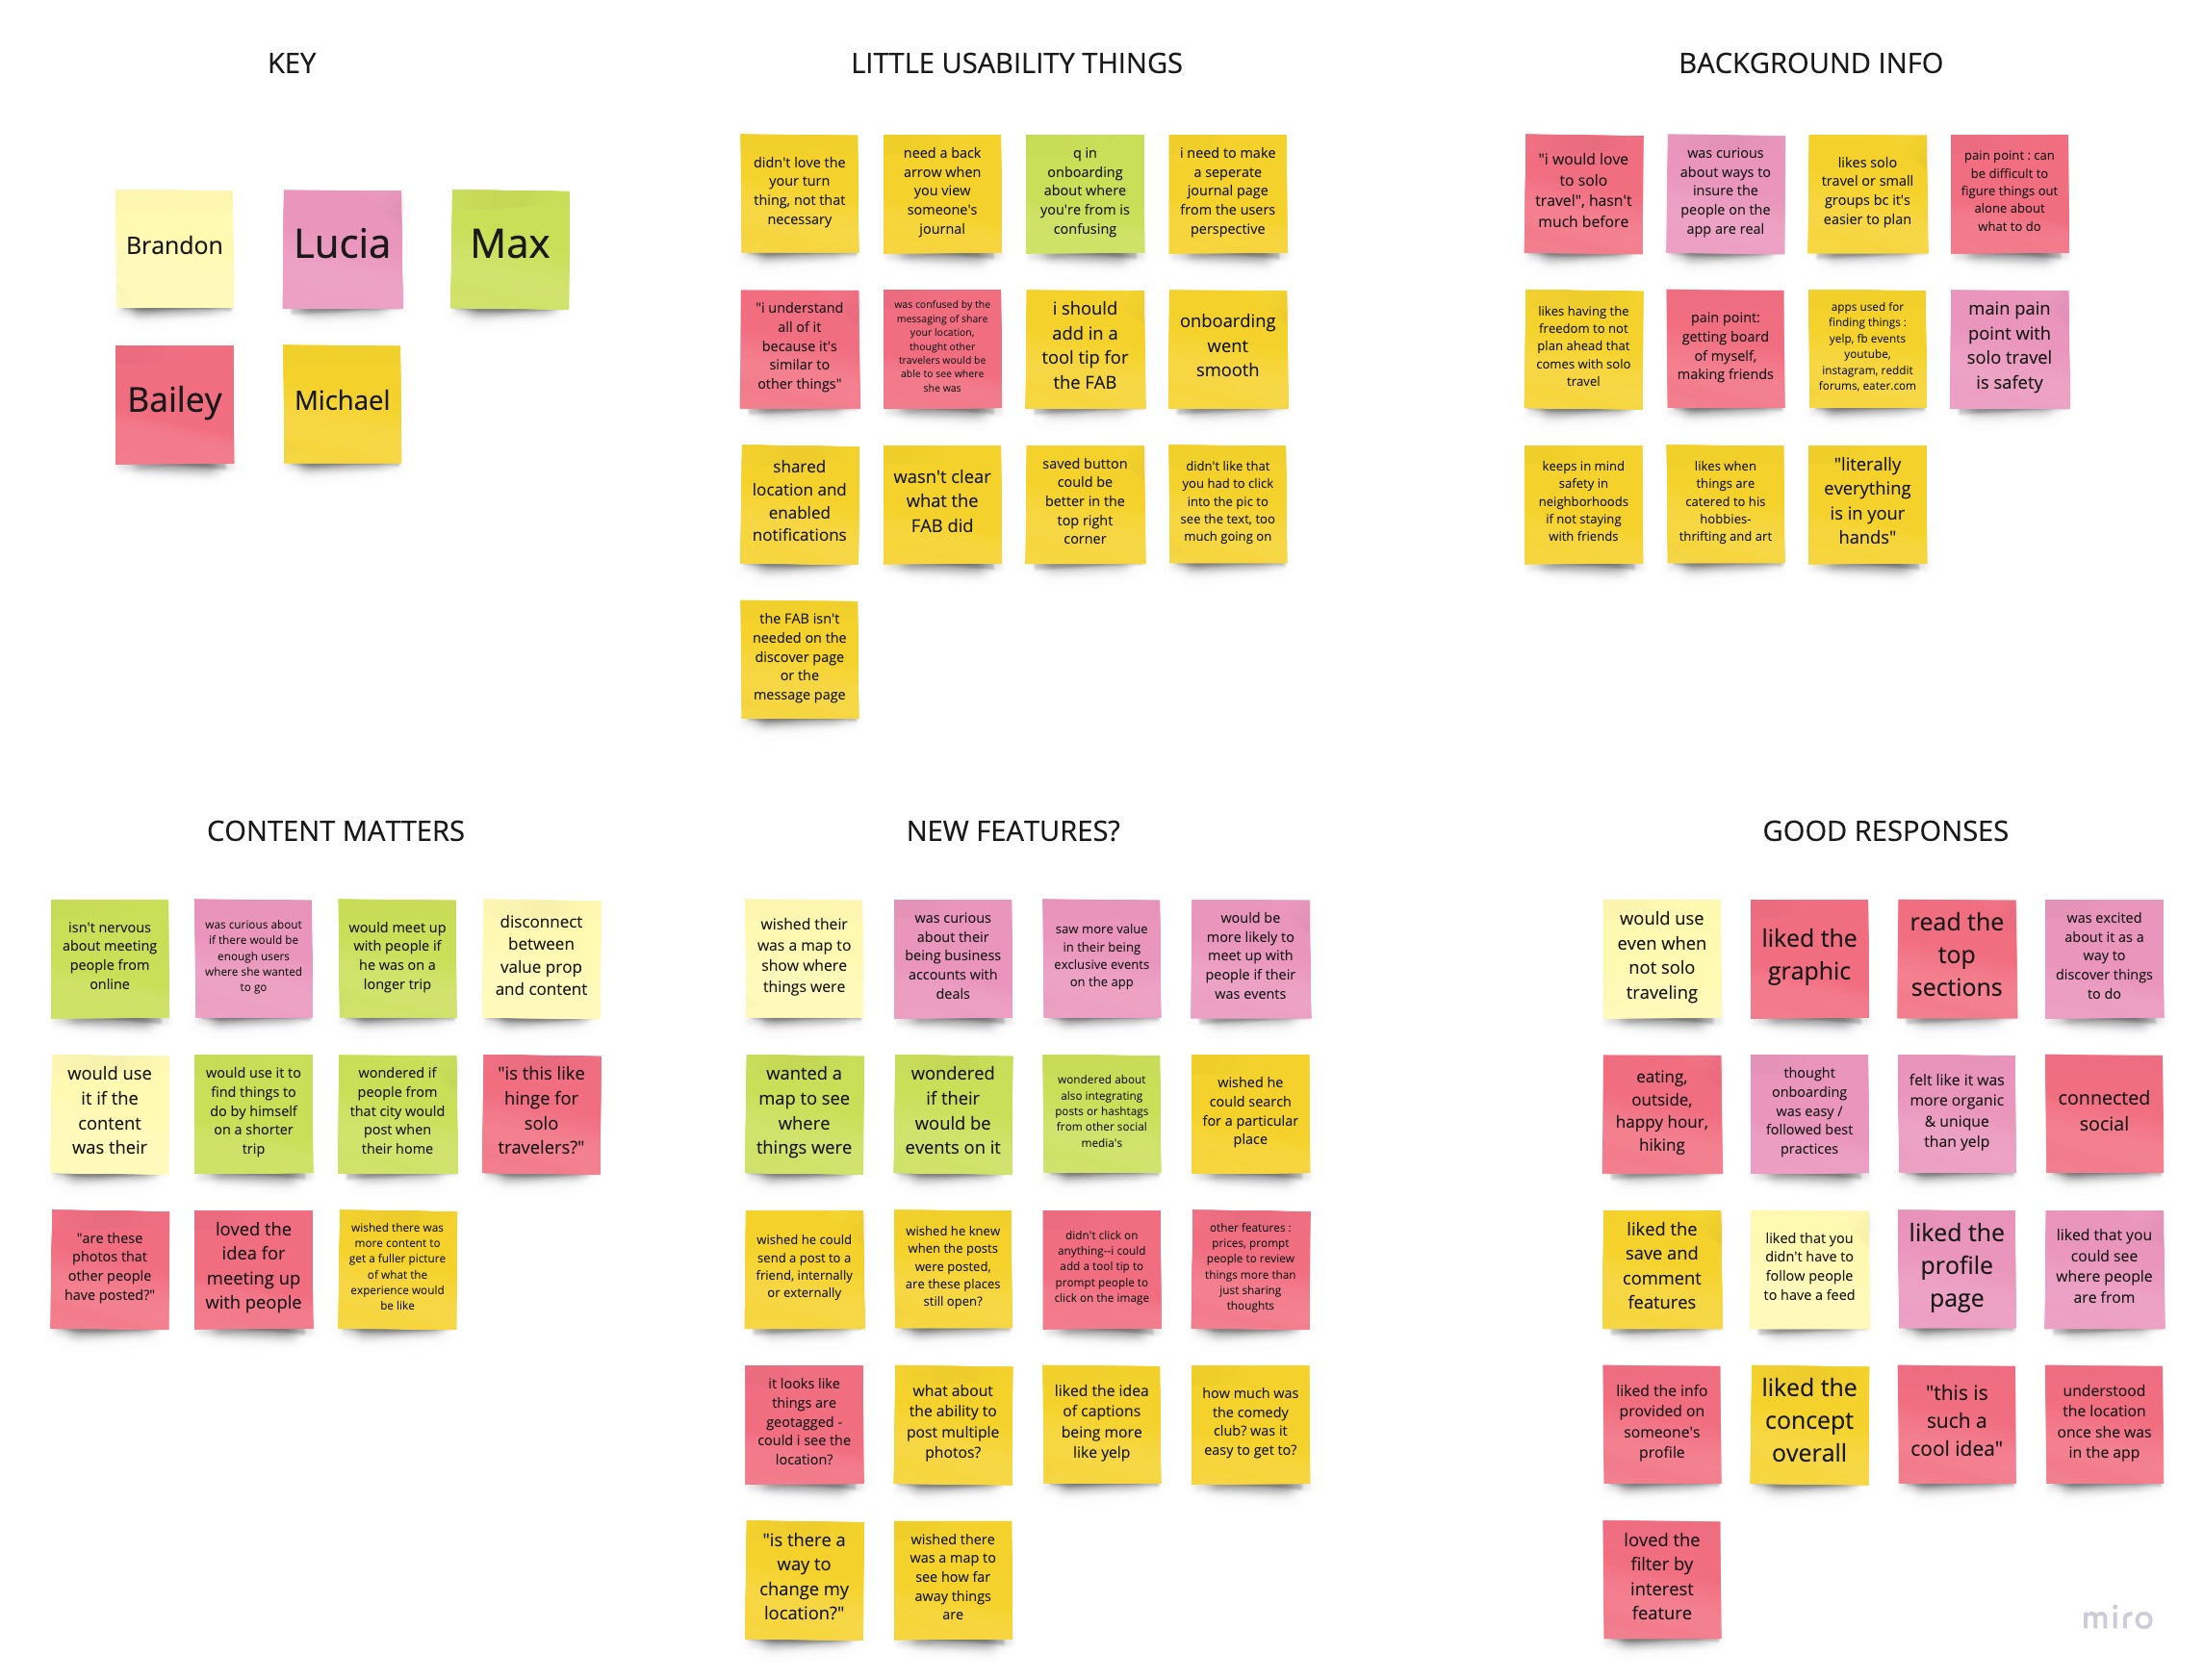 KEY
Brandon
Lucia
Max
Bailey
Michael
LITTLE USABILITY THINGS
didn't love the
your turn
thing, not that
necessary
need a back
arrow when
you view
someone's
journal
q in
onboarding
about where
you're from is
confusing
i need to make
a seperate
journal page
from the users
perspective
"i understand
all of it
because it's
similar to
other things"
was confused by the
messaging of share
your location,
thought other
travelers would be
able to see where
she was
i should
add in a
tool tip for
the FAB
onboarding
went
smooth
shared
location and
enabled
notifications
wasn't clear
what the
FAB did
saved button
could be
better in the
top right
corner
didn't like that
you had to click
into the pic to
see the text, too
much going on
the FAB isn't
needed on the
discover page
or the
message page
BACKGROUND INFO
"i would love
to solo
travel", hasn't
much before
was curious
about ways to
insure the
people on the
app are real
likes solo
travel or small
groups bc it's
easier to plan
pain point : can
be difficult to
figure things out
alone about
what to do
likes having the
freedom to not
plan ahead that
comes with solo
travel
pain point:
getting board
of myself,
making friends
apps used for
finding things :
yelp, fb events
youtube,
instagram, reddit
forums, eater.com
main pain
point with
solo travel
is safety
keeps in mind
safety in
neighborhoods
if not staying
with friends
likes when
things are
catered to his
hobbies-
thrifting and art
"literally
everything
is in your
hands"
CONTENT MATTERS
isn't nervous
about meeting
people from
online
was curious about
if there would be
enough users
where she wanted
to go
would meet up
with people if
he was on a
longer trip
disconnect
between
value prop
and content
would use
it if the
content
was their
would use it to
find things to
do by himself
on a shorter
trip
wondered if
people from
that city would
post when
their home
"is this like
hinge for
solo
travelers?"
"are these
photos that
other people
have posted?"
loved the
idea for
meeting up
with people
wished there was
more content to
get a fuller picture
of what the
experience would
be like
NEW FEATURES?
wished their
was a map to
show where
things were
was curious
about their
being business
accounts with
deals
saw more value
in their being
exclusive events
on the app
would be
more likely to
meet up with
people if their
was events
wanted a
map to see
where
things were
wondered
if their
would be
events on it
wondered about
also integrating
posts or hashtags
from other social
media's
wished he
could search
for a particular
place
wished he could
send a post to a
friend, internally
or externally
wished he knew
when the posts
were posted,
are these places
still open?
didn't click on
anything--i could
add a tool tip to
prompt people to
click on the image
other features :
prices, prompt
people to review
things more than
just sharing
thoughts
it looks like
things are
geotagged -
could i see the
location?
what about
the ability to
post multiple
photos?
liked the idea
of captions
being more
like yelp
how much was
the comedy
club? was it
easy to get to?
"is there a
way to
change my
location?"
wished there
was a map to
see how far
away things
are
GOOD RESPONSES
would use
even when
not solo
traveling
liked the
graphic
read the
top
sections
was excited
about it as a
way to
discover things
to do
eating,
outside,
happy hour,
hiking
thought
onboarding
was easy /
followed best
practices
felt like it was
more organic
& unique
than yelp
connected
social
liked the
save and
comment
features
liked that you
didn't have to
follow people
to have a feed
liked the
profile
page
liked that you
could see
where people
are from
liked the info
provided on
someone's
profile
liked the
concept
overall
"this is
such a
cool idea"
understood
the location
once she was
in the app
loved the
filter by
interest
feature
miro